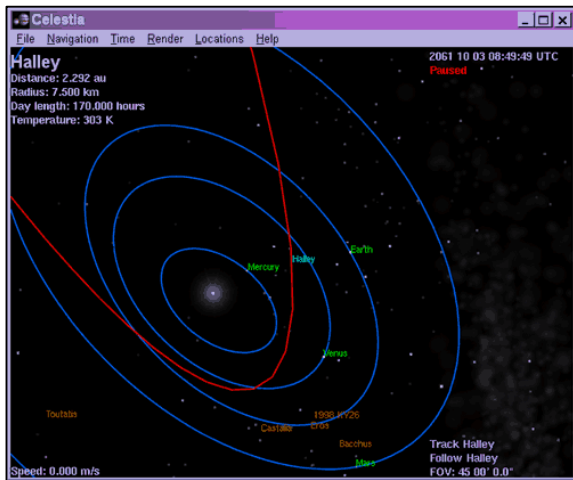 Celestia
File Navigation Time Render Locations Help
Halley
Distance: 2.292 au
Radius: 7.500 km
Day length: 170.000 hours
Temperature: 303 K
2061 10 03 08:49:49 UTC
Paused
Earth
Halley
Mercury
Venus
Toutatis
1998 KY26
Eros
Castalia
Bacchus
Mars
Speed: 0.000 m/s
Track Halley
Follow Halley
FOV: 45 00' 0.0"